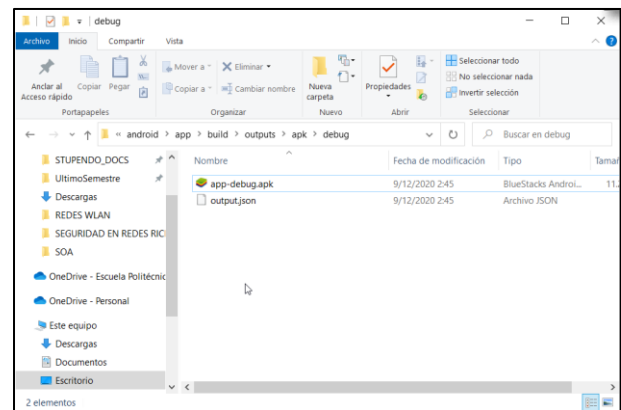 debug
Archivo Inicio Compartir Vista
Anclar al Acceso rápido
Copiar
Pegar
Mover a
Copiar a
Eliminar
Cambiar nombre
Nueva carpeta
Propiedades
Seleccionar todo
No seleccionar nada
Invertir selección
Portapapeles Organizar Nuevo Abrir Seleccionar
« android > app > build > outputs > apk > debug
Buscar en debug
STUPENDO_DOCS
UltimoSemestre
Descargas
REDES WLAN
SEGURIDAD EN REDES RIC
SOA
OneDrive - Escuela Politécnic
OneDrive - Personal
Este equipo
Descargas
Documentos
Escritorio
Nombre Fecha de modificación Tipo Tamañ
app-debug.apk 9/12/2020 2:45 BlueStacks Androi... 11.2
output.json 9/12/2020 2:45 Archivo JSON
2 elementos